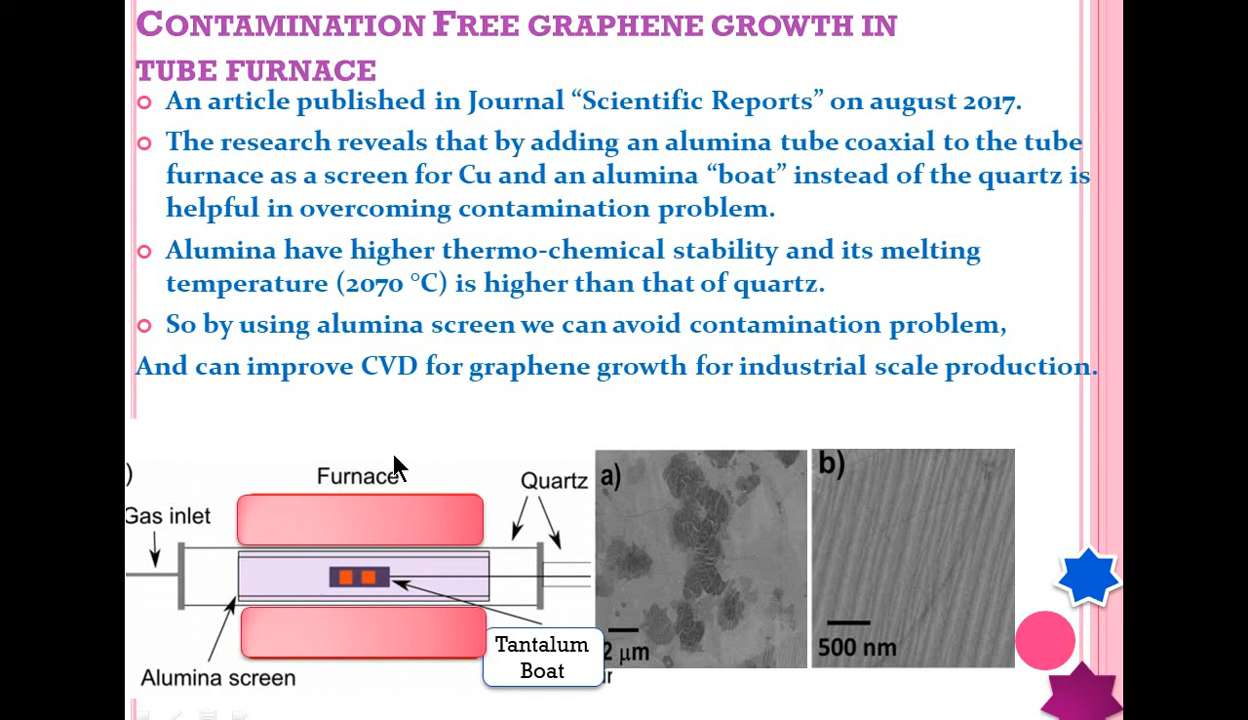 CONTAMINATION FREE GRAPHENE GROWTH IN
TUBE FURNACE
An article published in Journal “Scientific Reports” on august 2017.
The research reveals that by adding an alumina tube coaxial to the tube
furnace as a screen for Cu and an alumina “boat” instead of the quartz is
helpful in overcoming contamination problem.
Alumina have higher thermo-chemical stability and its melting
temperature (2070 °C) is higher than that of quartz.
So by using alumina screen we can avoid contamination problem,
And can improve CVD for graphene growth for industrial scale production.
)
Furnace
Quartz
Gas inlet
Alumina screen
Tantalum
Boat
a)
2 µm
b)
500 nm